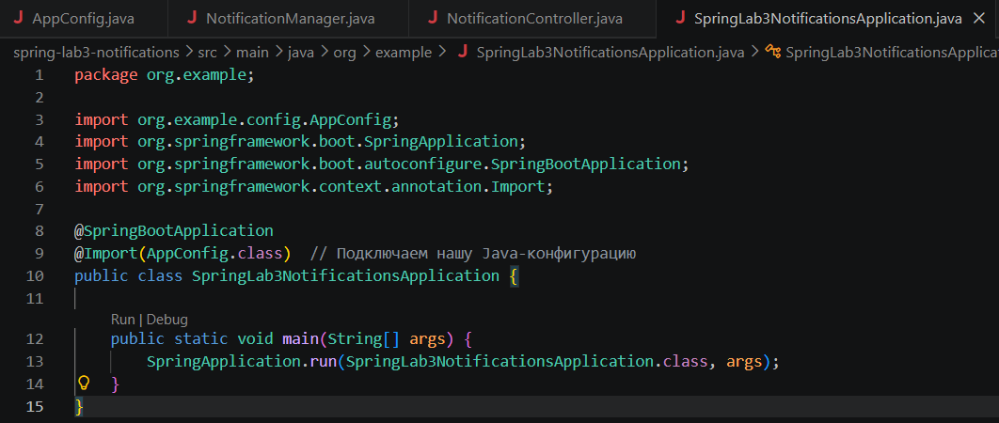 J AppConfig.java J NotificationManager.java J NotificationController.java J SpringLab3NotificationsApplication.java ×
spring-lab3-notifications > src > main > java > org > example > J SpringLab3NotificationsApplication.java > SpringLab3NotificationsApplica
1 package org.example;
2
3 import org.example.config.AppConfig;
4 import org.springframework.boot.SpringApplication;
5 import org.springframework.boot.autoconfigure.SpringBootApplication;
6 import org.springframework.context.annotation.Import;
7
8 @SpringBootApplication
9 @Import(AppConfig.class)  // Подключаем нашу Java-конфигурацию
10 public class SpringLab3NotificationsApplication {
11
Run | Debug
12     public static void main(String[] args) {
13         SpringApplication.run(SpringLab3NotificationsApplication.class, args);
14     }
15 }